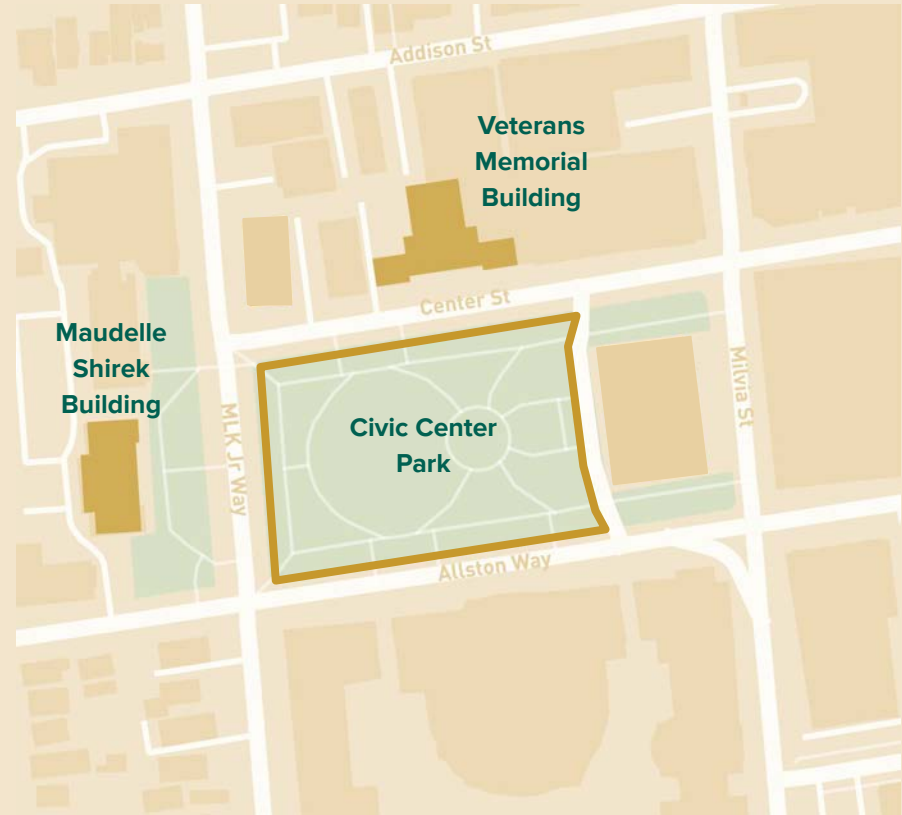 Addison St
Veterans
Memorial
Building
Center St
Maudelle
Shirek
Building
Milvia St
MLK Jr Way
Civic Center
Park
Allston Way